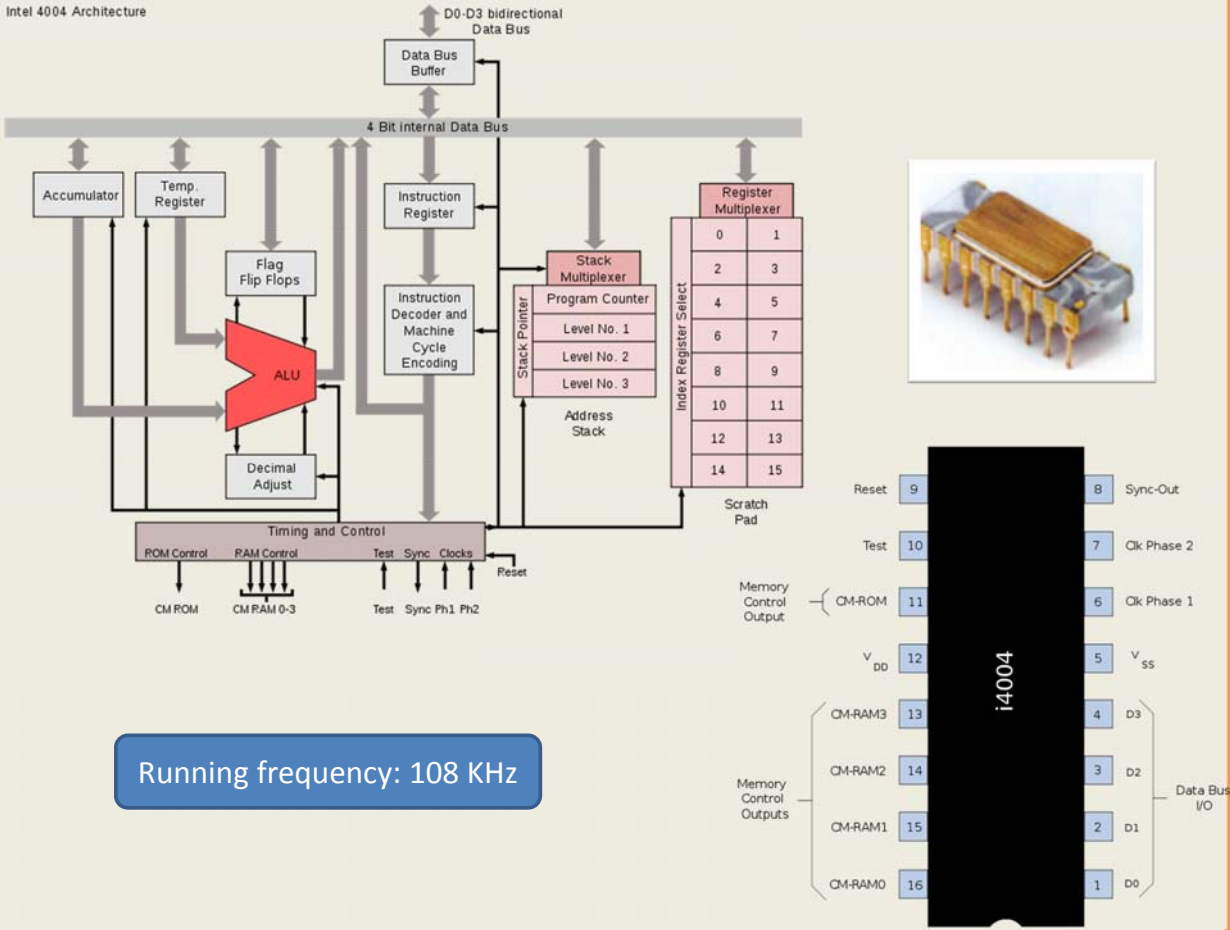 Intel 4004 Architecture
D0-D3 bidirectional
Data Bus
Data Bus
Buffer
4 Bit internal Data Bus
Accumulator
Temp.
Register
Instruction
Register
Register
Multiplexer
Flag
Flip Flops
Stack
Multiplexer
Instruction
Decoder and
Machine
Cycle
Encoding
Stack Pointer
Program Counter
Level No. 1
Level No. 2
Level No. 3
Address
Stack
Index Register Select
0 1
2 3
4 5
6 7
8 9
10 11
12 13
14 15
Scratch
Pad
ALU
Decimal
Adjust
Timing and Control
ROM Control RAM Control Test Sync Clocks
Reset
CM ROM CM RAM 0-3 Test Sync Ph1 Ph2
Running frequency: 108 KHz
i4004
Reset 9 8 Sync-Out
Test 10 7 Clk Phase 2
Memory
Control
Output
CM-ROM 11 6 Clk Phase 1
VDD 12 5 VSS
CM-RAM3 13 4 D3
CM-RAM2 14 3 D2
Memory
Control
Outputs
Data Bus
I/O
CM-RAM1 15 2 D1
CM-RAM0 16 1 D0